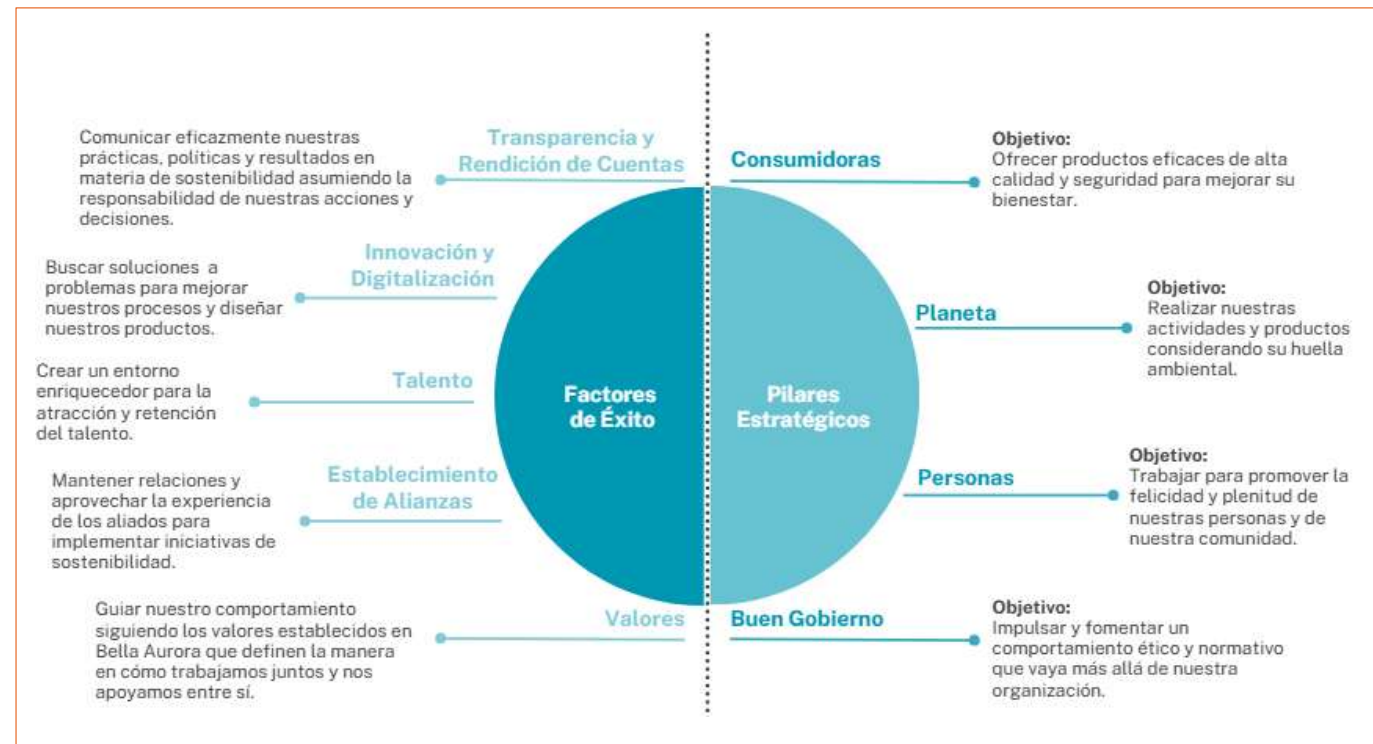 Comunicar eficazmente nuestras
prácticas, políticas y resultados en
materia de sostenibilidad asumiendo la
responsabilidad de nuestras acciones y
decisiones.
Transparencia y
Rendición de Cuentas
Buscar soluciones a
problemas para mejorar
nuestros procesos y diseñar
nuestros productos.
Innovación y
Digitalización
Crear un entorno
enriquecedor para la
atracción y retención
del talento.
Talento
Mantener relaciones y
aprovechar la experiencia
de los aliados para
implementar iniciativas de
sostenibilidad.
Establecimiento
de Alianzas
Guiar nuestro comportamiento
siguiendo los valores establecidos en
Bella Aurora que definen la manera
en cómo trabajamos juntos y nos
apoyamos entre sí.
Valores
Factores
de Éxito
Pilares
Estratégicos
Consumidoras
Objetivo:
Ofrecer productos eficaces de alta
calidad y seguridad para mejorar su
bienestar.
Planeta
Objetivo:
Realizar nuestras
actividades y productos
considerando su huella
ambiental.
Personas
Objetivo:
Trabajar para promover la
felicidad y plenitud de
nuestras personas y de
nuestra comunidad.
Buen Gobierno
Objetivo:
Impulsar y fomentar un
comportamiento ético y normativo
que vaya más allá de nuestra
organización.